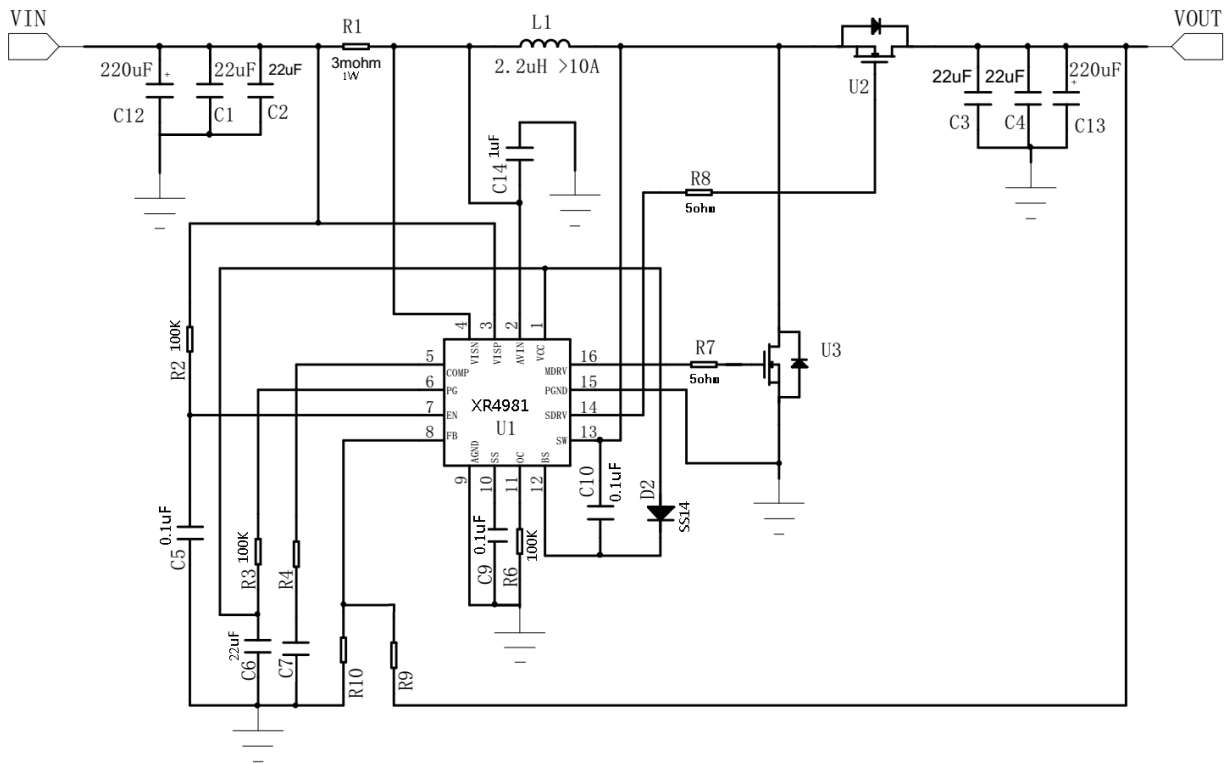 VIN
R1
L1
VOUT
220uF
+
22uF
22uF
3mohm
1W
2.2uH >10A
U2
22uF
22uF
220uF
+
C12
C1
C2
C3
C4
C13
1uF
C14
R8
5ohm
100K
R2
4
3
2
1
VISN
VISP
AVIN
VCC
R7
5ohm
U3
5
COMP
MDRV
16
6
PG
PGND
15
7
EN
XR4981
SDRV
14
8
FB
U1
SW
13
AGND
SS
OC
BS
9
10
11
12
C10
0.1uF
D2
SS14
0.1uF
C5
100K
R3
R4
0.1uF
C9
100K
R6
22uF
C6
C7
R10
R9